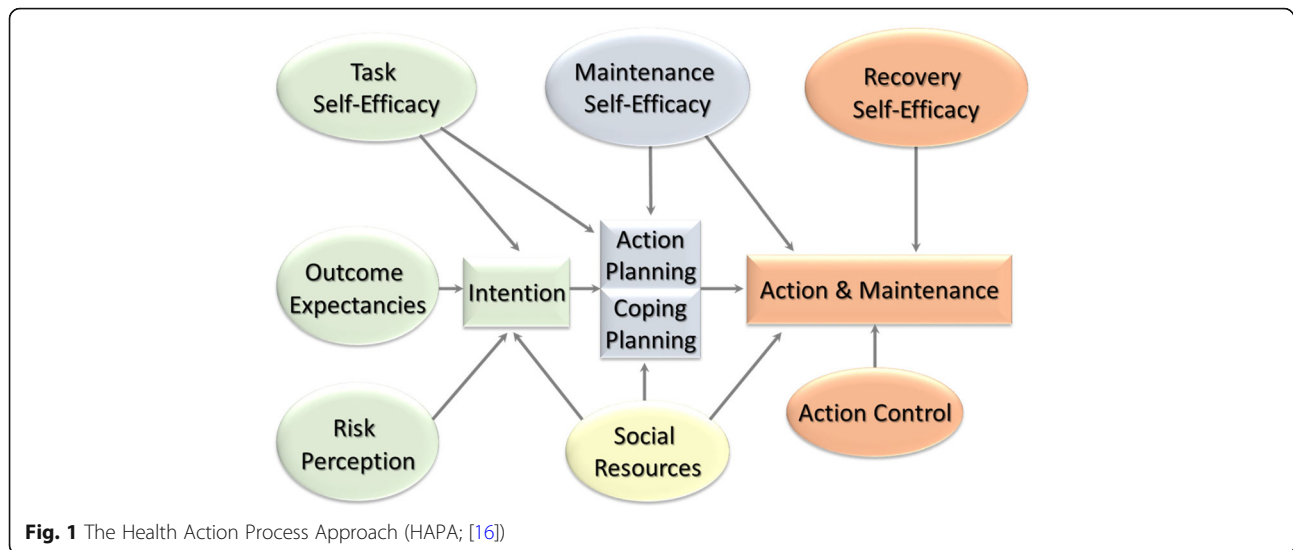 Task
Self-Efficacy
Maintenance
Self-Efficacy
Recovery
Self-Efficacy
Outcome
Expectancies
Intention
Action
Planning
Coping
Planning
Action & Maintenance
Risk
Perception
Social
Resources
Action Control
Fig. 1 The Health Action Process Approach (HAPA; [16])